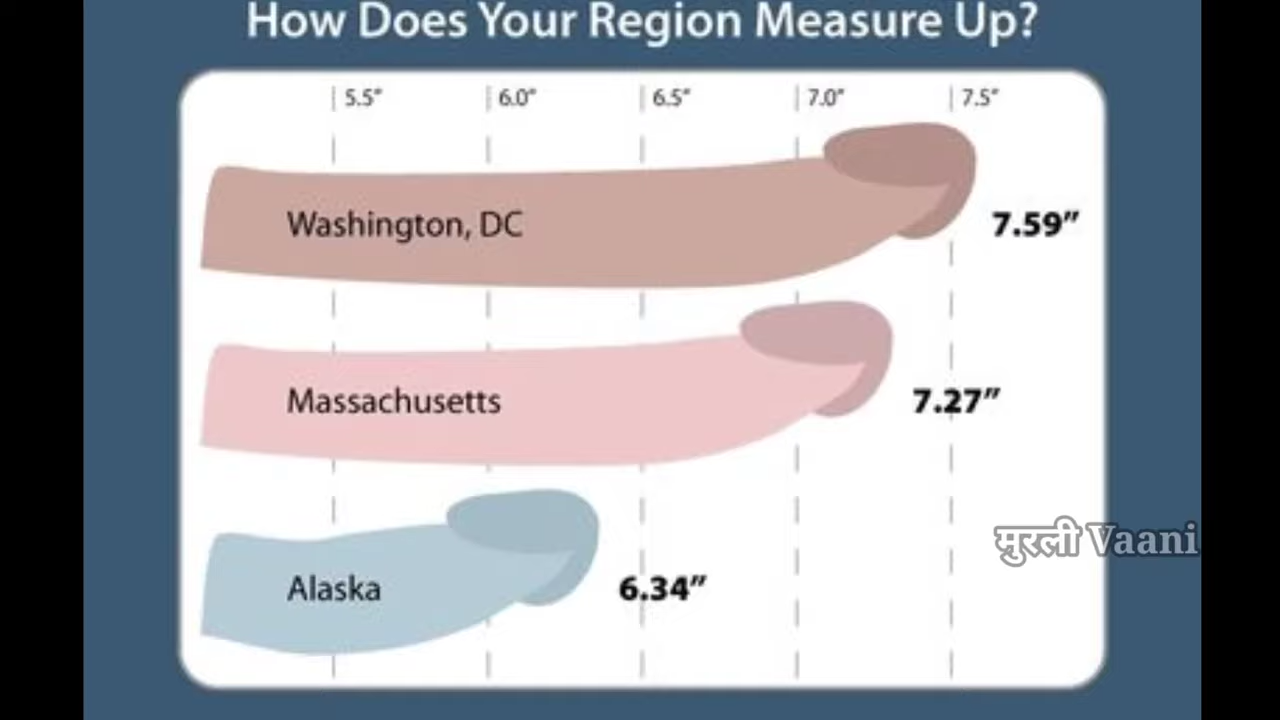 How Does Your Region Measure Up?
5.5” 6.0” 6.5” 7.0” 7.5”
Washington, DC 7.59”
Massachusetts 7.27”
मुरली Vaani
Alaska 6.34”